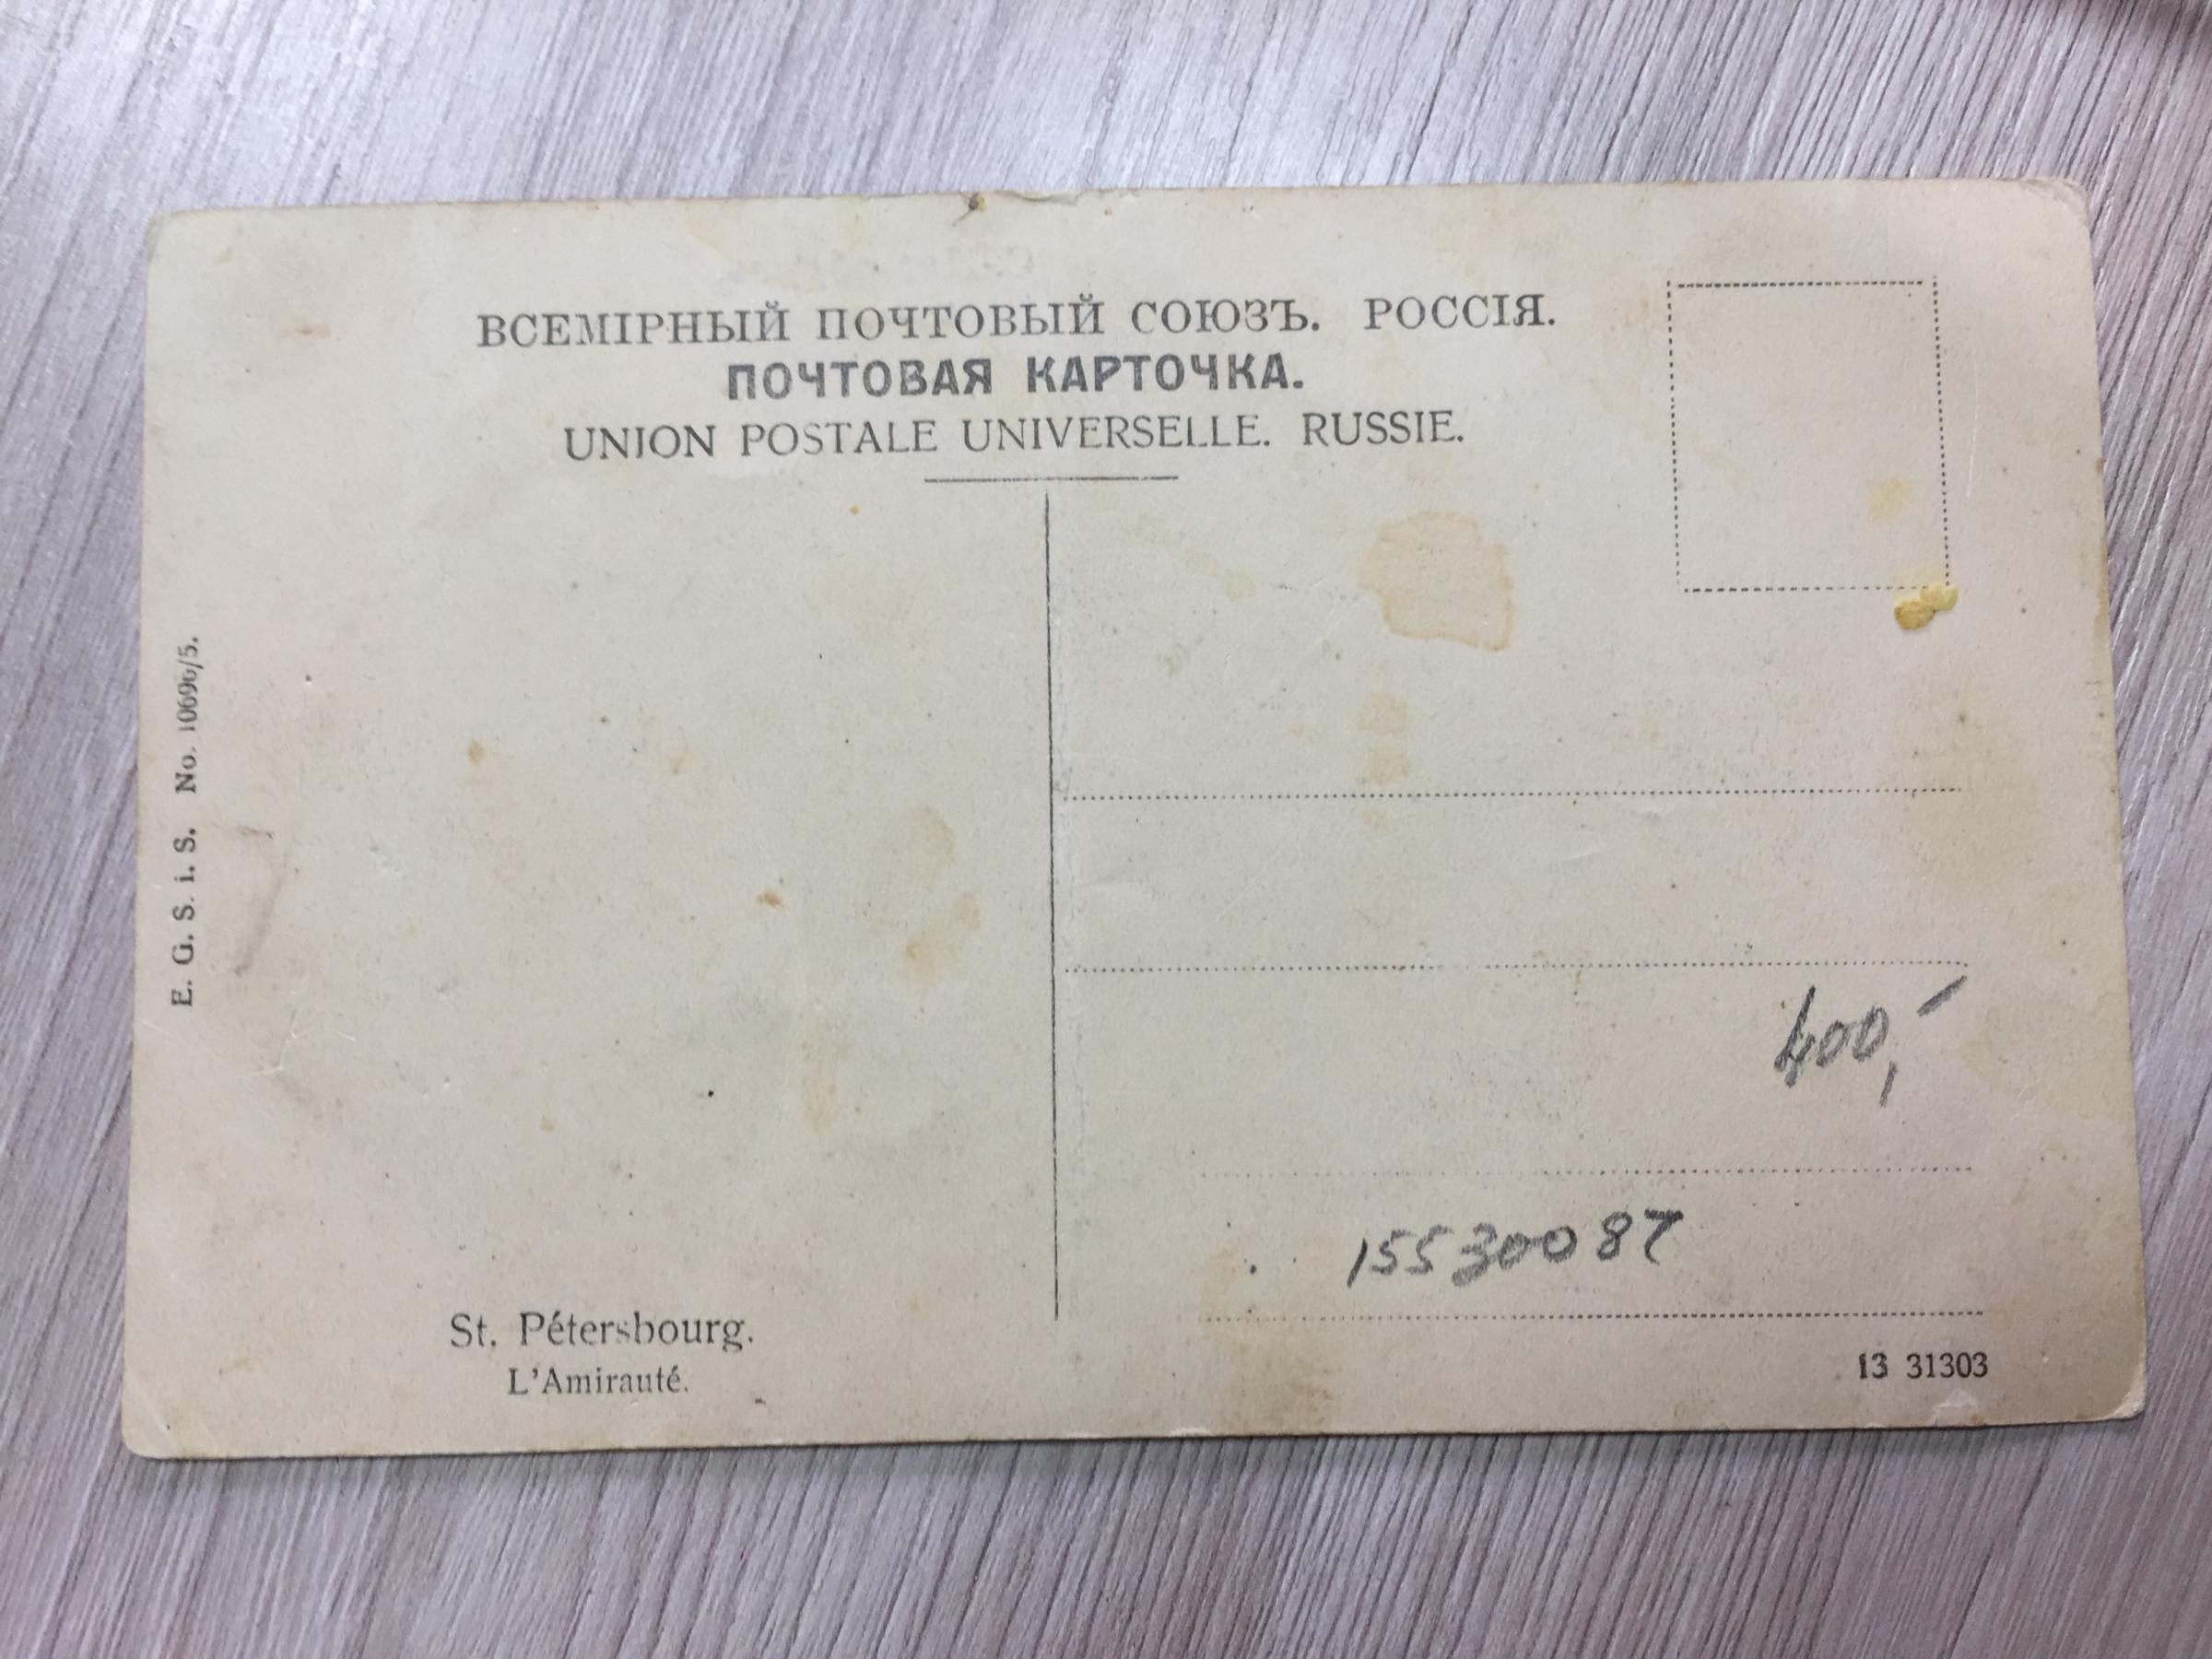 ВСЕМІРНЫЙ ПОЧТОВЫЙ СОЮЗЪ. РОССІЯ.
ПОЧТОВАЯ КАРТОЧКА.
UNION POSTALE UNIVERSELLE. RUSSIE.
E. G. S. i. S. No. 10696/5.
400,-
15530087
St. Pétersbourg.
L'Amirauté.
13 31303